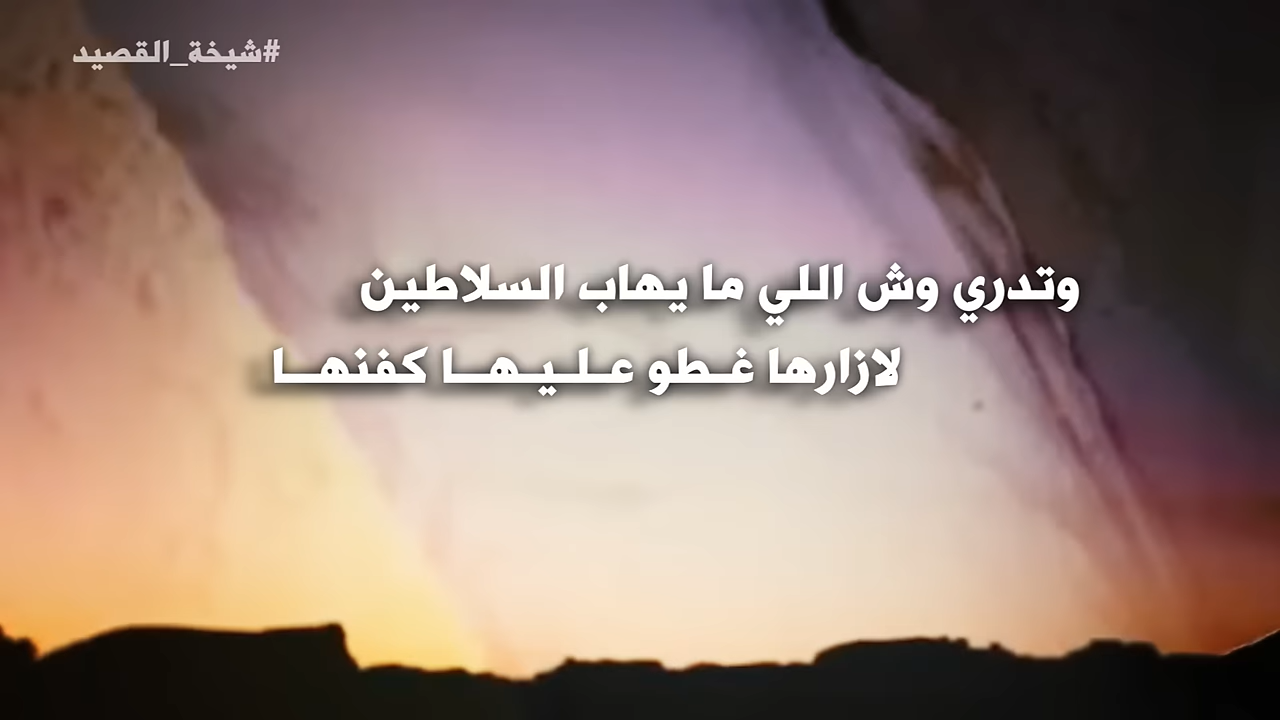 #شيخة_القصيد
وتدري وش اللي ما يهاب السلاطين
لازارها غطو عليها كفنها